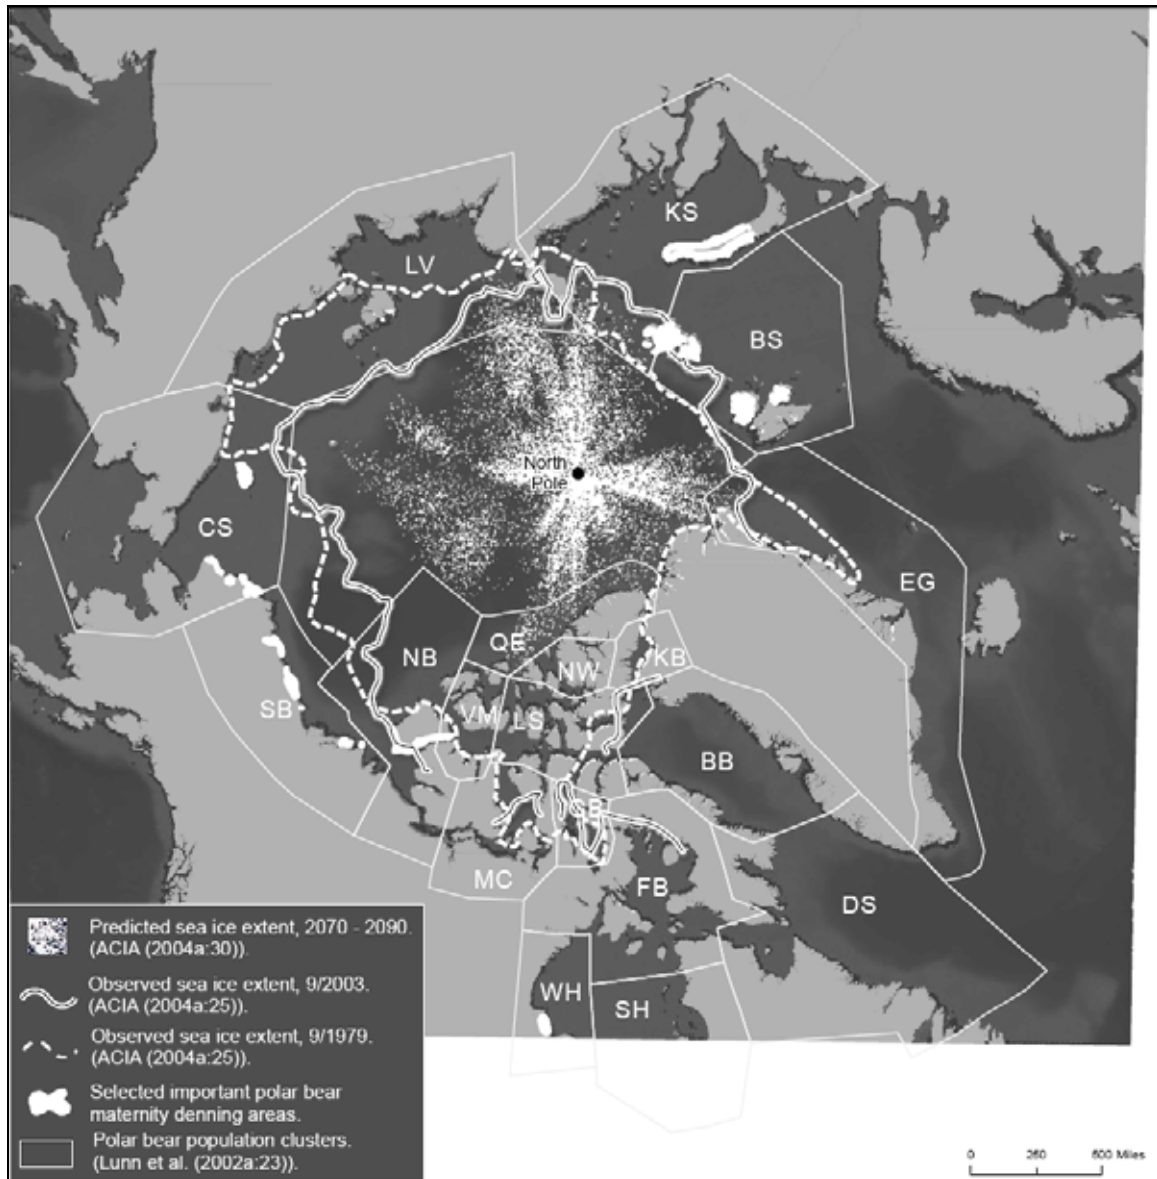 KS
LV
BS
North
Pole
CS
EG
QE
NB
NW
KB
VM
LS
SB
BB
GB
MC
FB
DS
WH
SH
Predicted sea ice extent, 2070 - 2090.
(ACIA (2004a:30)).
Observed sea ice extent, 9/2003.
(ACIA (2004a:25)).
Observed sea ice extent, 9/1979.
(ACIA (2004a:25)).
Selected important polar bear
maternity denning areas.
Polar bear population clusters.
(Lunn et al. (2002a:23)).
0 250 500 Miles